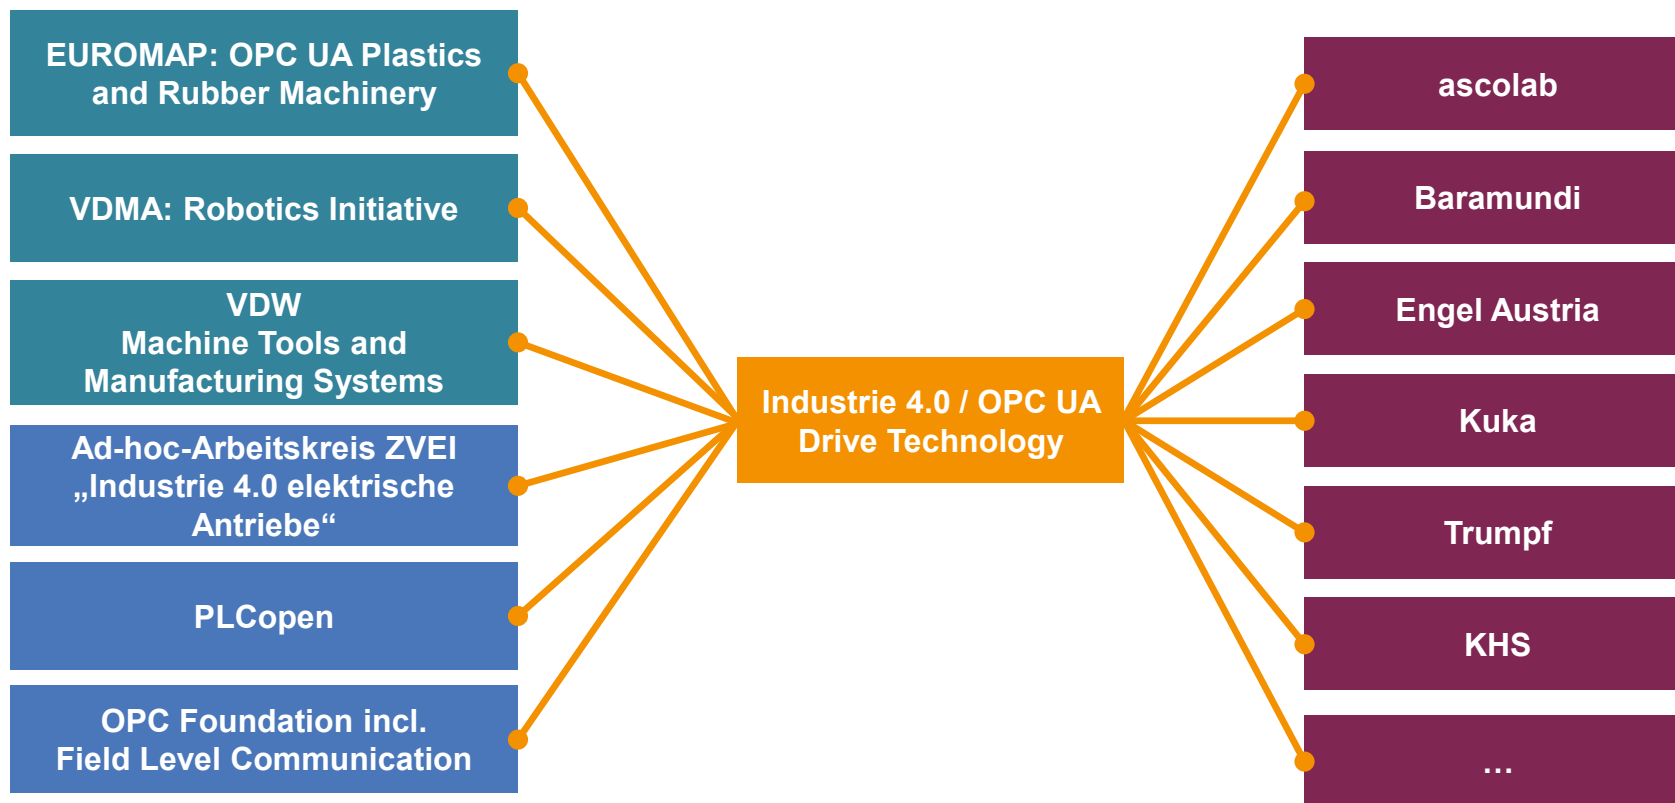 EUROMAP: OPC UA Plastics
and Rubber Machinery
VDMA: Robotics Initiative
VDW
Machine Tools and
Manufacturing Systems
Ad-hoc-Arbeitskreis ZVEI
„Industrie 4.0 elektrische
Antriebe“
PLCopen
OPC Foundation incl.
Field Level Communication
Industrie 4.0 / OPC UA
Drive Technology
ascolab
Baramundi
Engel Austria
Kuka
Trumpf
KHS
…